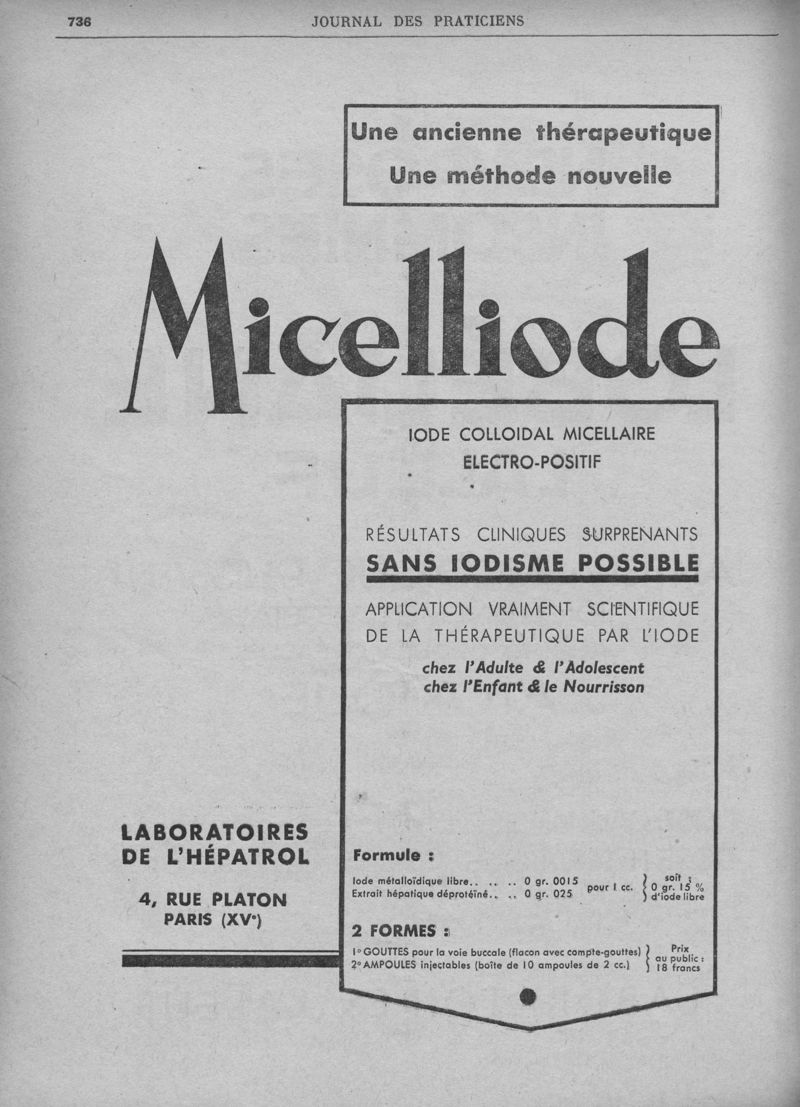 736
JOURNAL DES PRATICIENS
Une ancienne thérapeutique
Une méthode nouvelle
Micelliode
IODE COLLOIDAL MICELLAIRE
ELECTRO-POSITIF
RÉSULTATS CLINIQUES SURPRENANTS
SANS IODISME POSSIBLE
APPLICATION VRAIMENT SCIENTIFIQUE
DE LA THÉRAPEUTIQUE PAR L'IODE
chez l'Adulte & l'Adolescent
chez l'Enfant & le Nourrisson
LABORATOIRES
DE L'HÉPATROL
4, RUE PLATON
PARIS (XVe)
Formule :
Iode métalloïdique libre.. .. .. 0 gr. 0015
Extrait hépatique déprotéiné.. .. 0 gr. 025
pour 1 cc.
soit :
0 gr. 15 %
d'iode libre
2 FORMES :
1º GOUTTES pour la voie buccale (flacon avec compte-gouttes)
2º AMPOULES injectables (boîte de 10 ampoules de 2 cc.)
Prix
au public :
18 francs